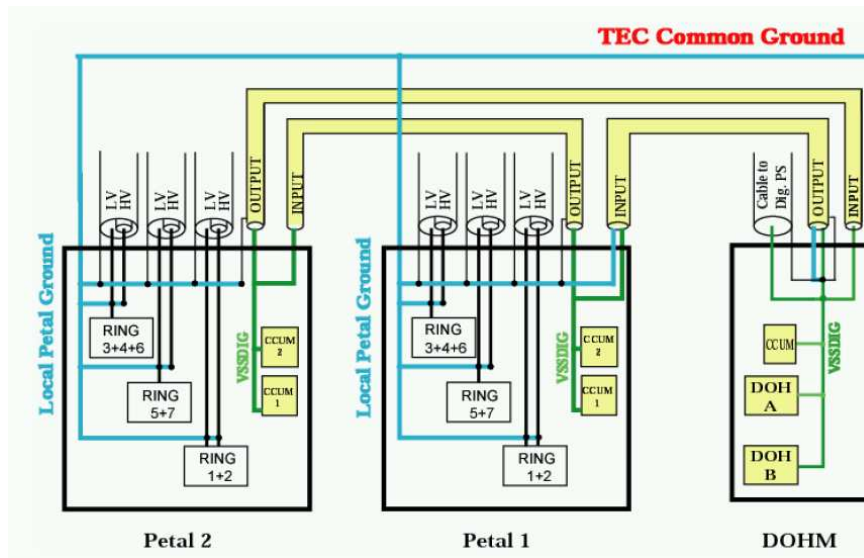 TEC Common Ground
LV
HV
LV
HV
LV
HV
OUTPUT
INPUT
LV
HV
LV
HV
LV
HV
OUTPUT
INPUT
Cable to
Dig. PS
OUTPUT
INPUT
Local Petal Ground
RING
3+4+6
RING
5+7
RING
1+2
VSSDIG
CCUM
2
CCUM
1
Local Petal Ground
RING
3+4+6
RING
5+7
RING
1+2
VSSDIG
CCUM
2
CCUM
1
CCUM
VSSDIG
DOH
A
DOH
B
Petal 2
Petal 1
DOHM